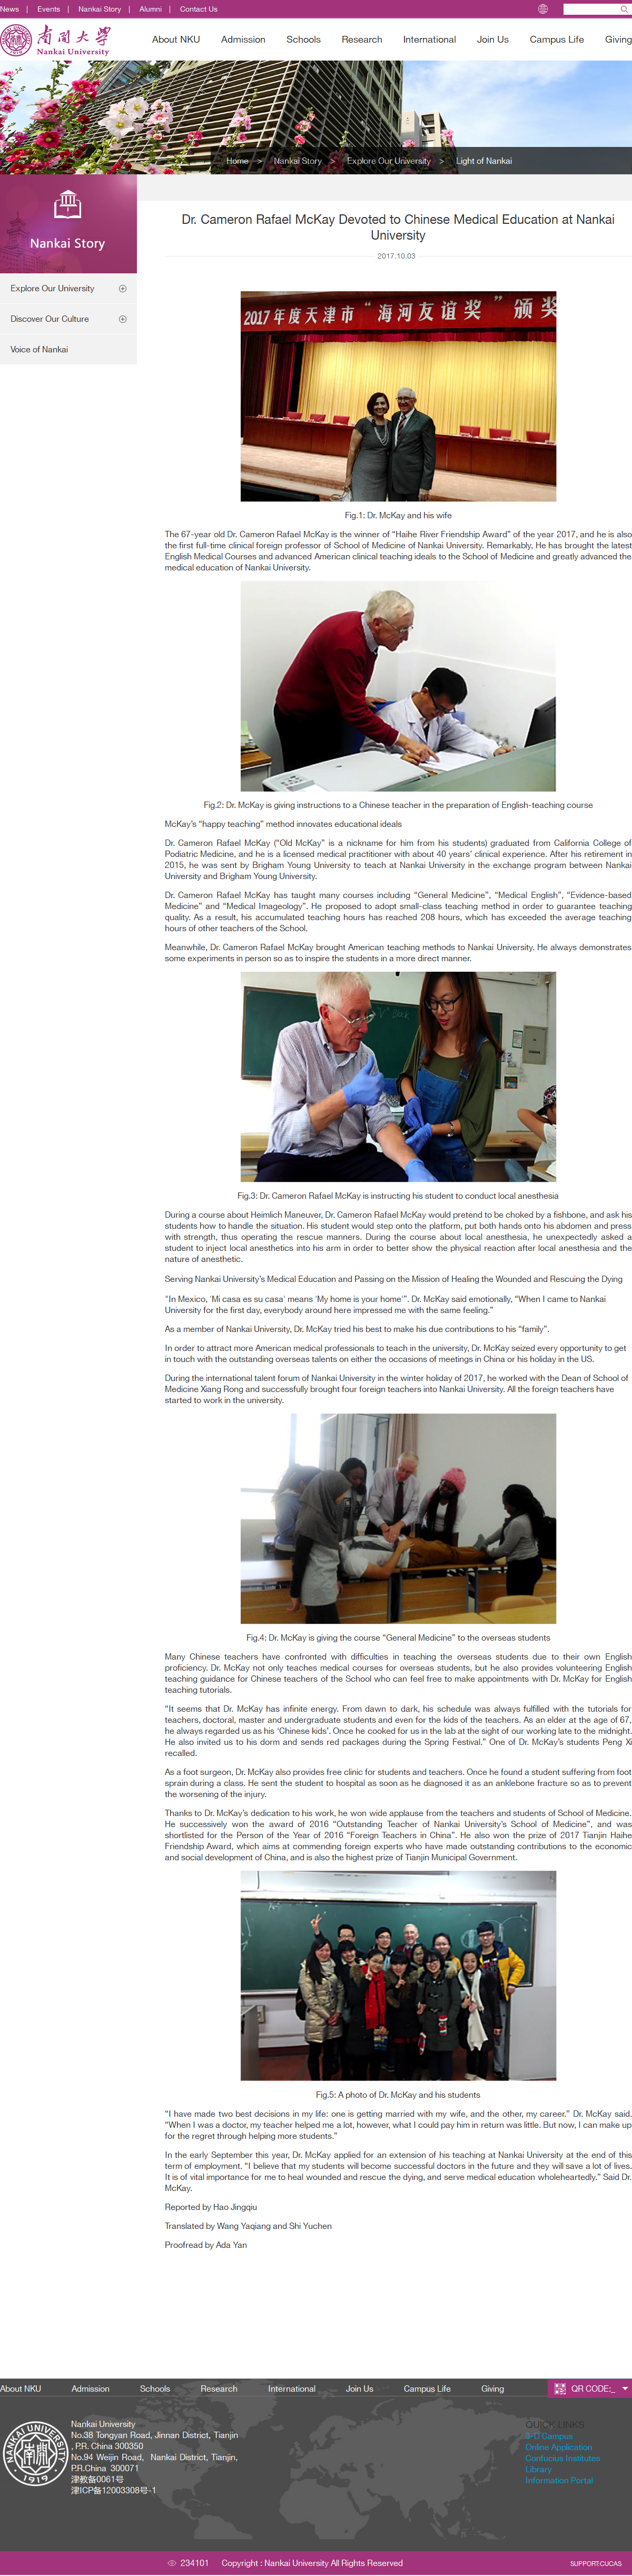 News | Events | Nankai Story | Alumni | Contact Us
南開大學
Nankai University
About NKU Admission Schools Research International Join Us Campus Life Giving
Home > Nankai Story > Explore Our University > Light of Nankai
Nankai Story
Explore Our University
Discover Our Culture
Voice of Nankai
Dr. Cameron Rafael McKay Devoted to Chinese Medical Education at Nankai
University
2017.10.03
2017年度天津市“海河友谊奖”颁奖
Fig.1: Dr. McKay and his wife
The 67-year old Dr. Cameron Rafael McKay is the winner of “Haihe River Friendship Award” of the year 2017, and he is also
the first full-time clinical foreign professor of School of Medicine of Nankai University. Remarkably, He has brought the latest
English Medical Courses and advanced American clinical teaching ideals to the School of Medicine and greatly advanced the
medical education of Nankai University.
Fig.2: Dr. McKay is giving instructions to a Chinese teacher in the preparation of English-teaching course
McKay's “happy teaching” method innovates educational ideals
Dr. Cameron Rafael McKay (“Old McKay” is a nickname for him from his students) graduated from California College of
Podiatric Medicine, and he is a licensed medical practitioner with about 40 years' clinical experience. After his retirement in
2015, he was sent by Brigham Young University to teach at Nankai University in the exchange program between Nankai
University and Brigham Young University.
Dr. Cameron Rafael McKay has taught many courses including “General Medicine”, “Medical English”, “Evidence-based
Medicine” and “Medical Imageology”. He proposed to adopt small-class teaching method in order to guarantee teaching
quality. As a result, his accumulated teaching hours has reached 208 hours, which has exceeded the average teaching
hours of other teachers of the School.
Meanwhile, Dr. Cameron Rafael McKay brought American teaching methods to Nankai University. He always demonstrates
some experiments in person so as to inspire the students in a more direct manner.
Fig.3: Dr. Cameron Rafael McKay is instructing his student to conduct local anesthesia
During a course about Heimlich Maneuver, Dr. Cameron Rafael McKay would pretend to be choked by a fishbone, and ask his
students how to handle the situation. His student would step onto the platform, put both hands onto his abdomen and press
with strength, thus operating the rescue manners. During the course about local anesthesia, he unexpectedly asked a
student to inject local anesthetics into his arm in order to better show the physical reaction after local anesthesia and the
nature of anesthetic.
Serving Nankai University's Medical Education and Passing on the Mission of Healing the Wounded and Rescuing the Dying
“In Mexico, 'Mi casa es su casa' means 'My home is your home'”. Dr. McKay said emotionally, “When I came to Nankai
University for the first day, everybody around here impressed me with the same feeling.”
As a member of Nankai University, Dr. McKay tried his best to make his due contributions to his “family”.
In order to attract more American medical professionals to teach in the university, Dr. McKay seized every opportunity to get
in touch with the outstanding overseas talents on either the occasions of meetings in China or his holiday in the US.
During the international talent forum of Nankai University in the winter holiday of 2017, he worked with the Dean of School of
Medicine Xiang Rong and successfully brought four foreign teachers into Nankai University. All the foreign teachers have
started to work in the university.
Fig.4: Dr. McKay is giving the course “General Medicine” to the overseas students
Many Chinese teachers have confronted with difficulties in teaching the overseas students due to their own English
proficiency. Dr. McKay not only teaches medical courses for overseas students, but he also provides volunteering English
teaching guidance for Chinese teachers of the School who can feel free to make appointments with Dr. McKay for English
teaching tutorials.
“It seems that Dr. McKay has infinite energy. From dawn to dark, his schedule was always fulfilled with the tutorials for
teachers, doctoral, master and undergraduate students and even for the kids of the teachers. As an elder at the age of 67,
he always regarded us as his ‘Chinese kids’. Once he cooked for us in the lab at the sight of our working late to the midnight.
He also invited us to his dorm and sends red packages during the Spring Festival.” One of Dr. McKay's students Peng Xi
recalled.
As a foot surgeon, Dr. McKay also provides free clinic for students and teachers. Once he found a student suffering from foot
sprain during a class. He sent the student to hospital as soon as he diagnosed it as an anklebone fracture so as to prevent
the worsening of the injury.
Thanks to Dr. McKay's dedication to his work, he won wide applause from the teachers and students of School of Medicine.
He successively won the award of 2016 “Outstanding Teacher of Nankai University's School of Medicine”, and was
shortlisted for the Person of the Year of 2016 “Foreign Teachers in China”. He also won the prize of 2017 Tianjin Haihe
Friendship Award, which aims at commending foreign experts who have made outstanding contributions to the economic
and social development of China, and is also the highest prize of Tianjin Municipal Government.
Fig.5: A photo of Dr. McKay and his students
“I have made two best decisions in my life: one is getting married with my wife, and the other, my career.” Dr. McKay said.
“When I was a doctor, my teacher helped me a lot, however, what I could pay him in return was little. But now, I can make up
for the regret through helping more students.”
In the early September this year, Dr. McKay applied for an extension of his teaching at Nankai University at the end of this
term of employment. “I believe that my students will become successful doctors in the future and they will save a lot of lives.
It is of vital importance for me to heal wounded and rescue the dying, and serve medical education wholeheartedly.” Said Dr.
McKay.
Reported by Hao Jingqiu
Translated by Wang Yaqiang and Shi Yuchen
Proofread by Ada Yan
About NKU Admission Schools Research International Join Us Campus Life Giving QR CODE:_
NANKAI UNIVERSITY
1919
Nankai University
No.38 Tongyan Road, Jinnan District, Tianjin
, P.R. China 300350
No.94 Weijin Road, Nankai District, Tianjin,
P.R.China 300071
津教备0061号
津ICP备12003308号-1
QUICK LINKS
3-D Campus
Online Application
Confucius Institutes
Library
Information Portal
234101 Copyright : Nankai University All Rights Reserved
SUPPORT:CUCAS